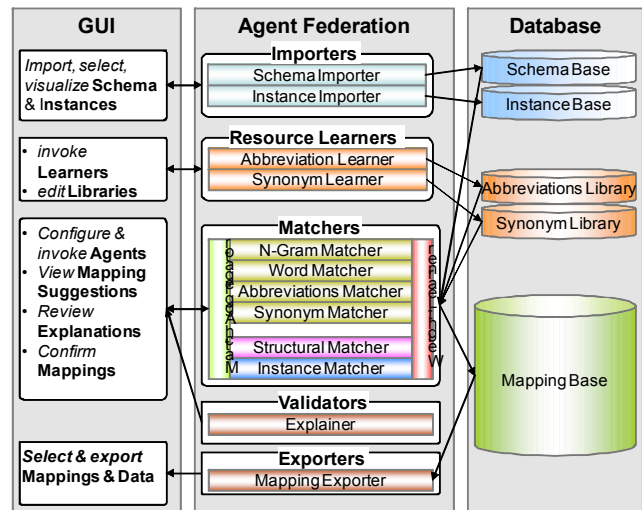 GUI
Import, select,
visualize Schema
& Instances
• invoke
Learners
• edit Libraries
• Configure &
invoke Agents
• View Mapping
Suggestions
• Review
Explanations
• Confirm
Mappings
Select & export
Mappings & Data
Agent Federation
Importers
Schema Importer
Instance Importer
Resource Learners
Abbreviation Learner
Synonym Learner
Matchers
N-Gram Matcher
Word Matcher
Abbreviations Matcher
Synonym Matcher
Structural Matcher
Instance Matcher
Validators
Explainer
Exporters
Mapping Exporter
Database
Schema Base
Instance Base
Abbreviations Library
Synonym Library
Mapping Base